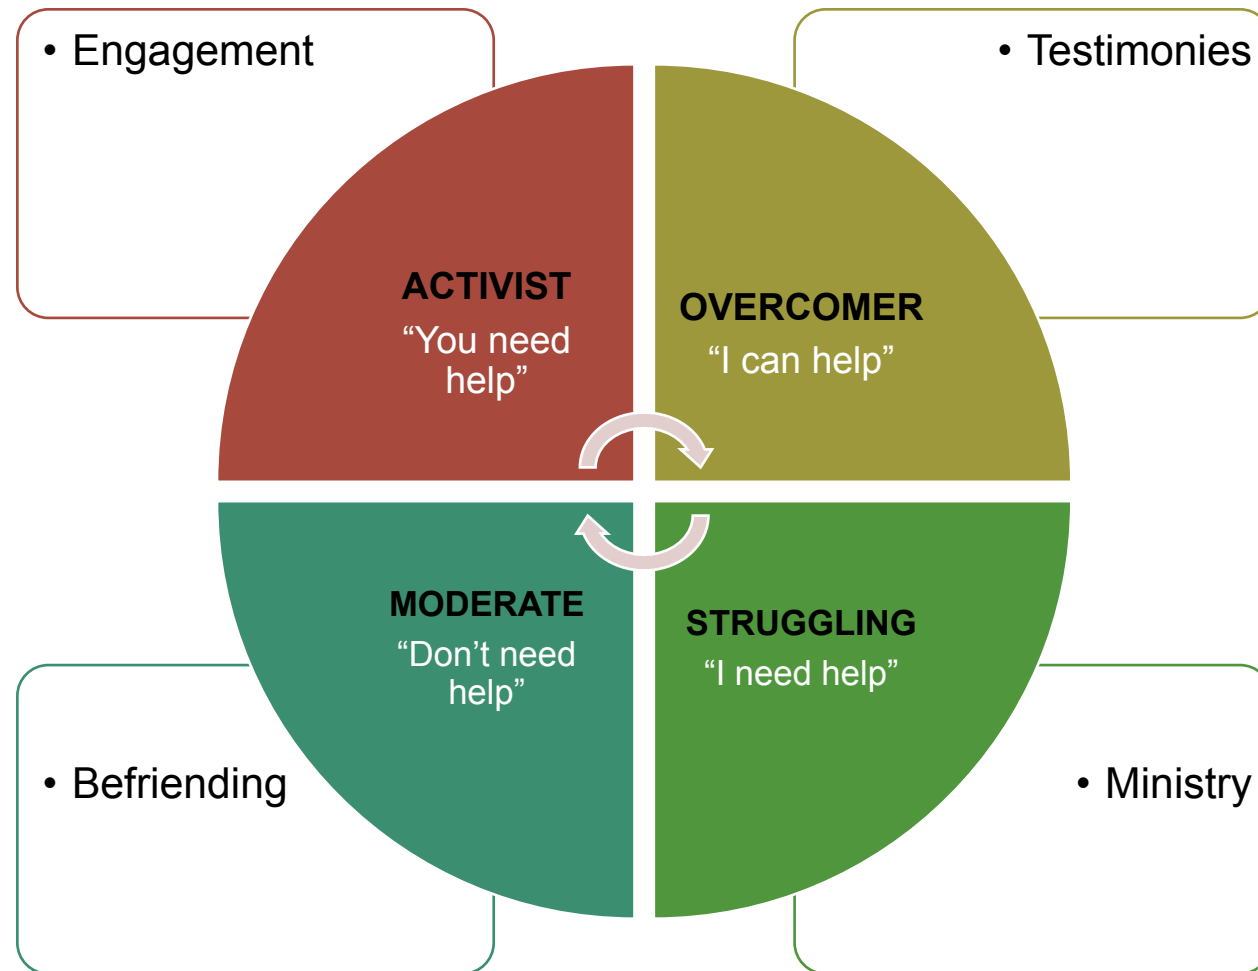 • Engagement
• Testimonies
ACTIVIST
“You need
help”
OVERCOMER
“I can help”
MODERATE
“Don’t need
help”
STRUGGLING
“I need help”
• Befriending
• Ministry